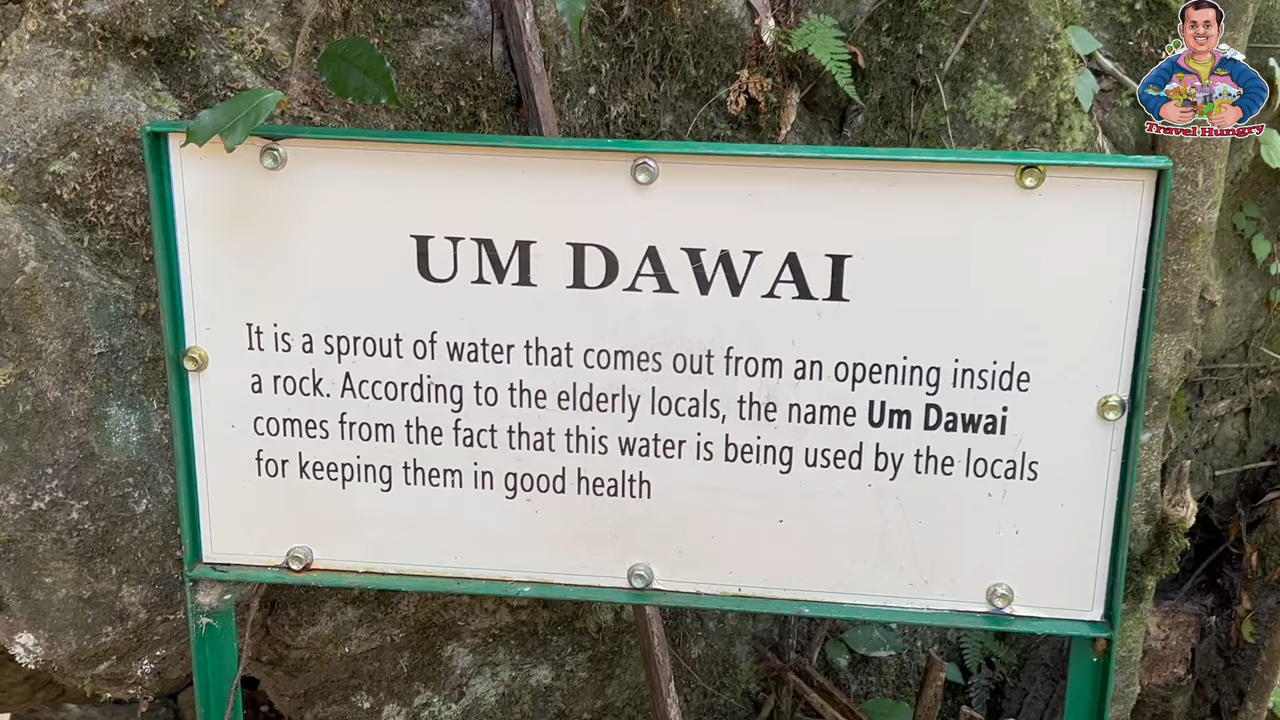 Travel Hungry
UM DAWAI
It is a sprout of water that comes out from an opening inside
a rock. According to the elderly locals, the name Um Dawai
comes from the fact that this water is being used by the locals
for keeping them in good health